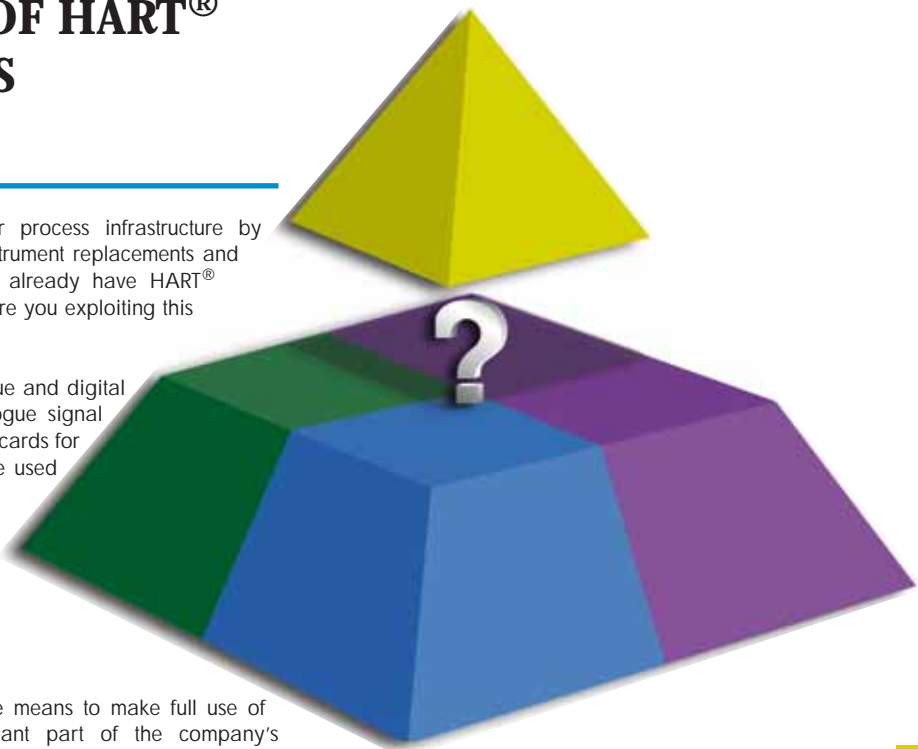 OF HART®
S
r process infrastructure by
trument replacements and
already have HART®
re you exploiting this
ue and digital
ogue signal
cards for
e used
?
e means to make full use of
tant part of the company's